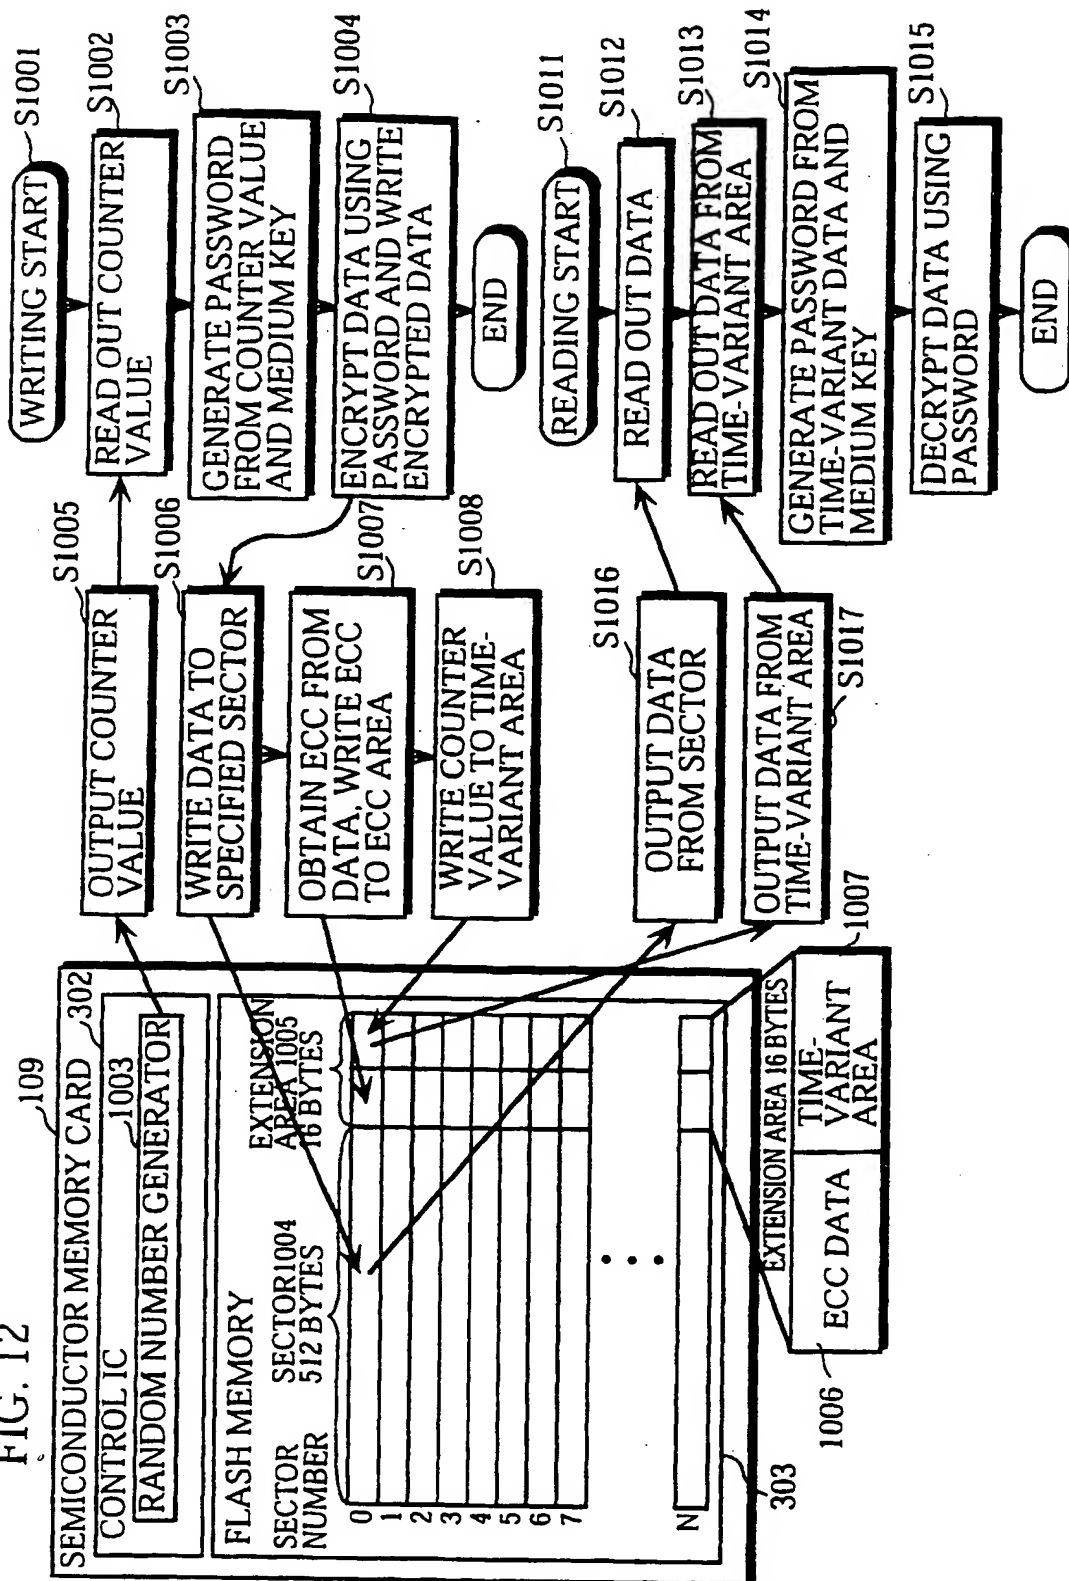 FIG. 12
109
SEMICONDUCTOR MEMORY CARD
302
CONTROL IC
1003
RANDOM NUMBER GENERATOR
FLASH MEMORY
SECTOR
NUMBER
SECTOR1004
512 BYTES
EXTENSION
AREA 1005
16 BYTES
0
1
2
3
4
5
6
7
N
303
EXTENSION AREA 16 BYTES
1006
ECC DATA
TIME-
VARIANT
AREA
1007
S1005
OUTPUT COUNTER
VALUE
S1006
WRITE DATA TO
SPECIFIED SECTOR
S1007
OBTAIN ECC FROM
DATA, WRITE ECC
TO ECC AREA
S1008
WRITE COUNTER
VALUE TO TIME-
VARIANT AREA
S1016
OUTPUT DATA
FROM SECTOR
OUTPUT DATA FROM
TIME-VARIANT AREA
S1017
S1001
WRITING START
S1002
READ OUT COUNTER
VALUE
S1003
GENERATE PASSWORD
FROM COUNTER VALUE
AND MEDIUM KEY
S1004
ENCRYPT DATA USING
PASSWORD AND WRITE
ENCRYPTED DATA
END
S1011
READING START
S1012
READ OUT DATA
S1013
READ OUT DATA FROM
TIME-VARIANT AREA
S1014
GENERATE PASSWORD FROM
TIME-VARIANT DATA AND
MEDIUM KEY
S1015
DECRYPT DATA USING
PASSWORD
END